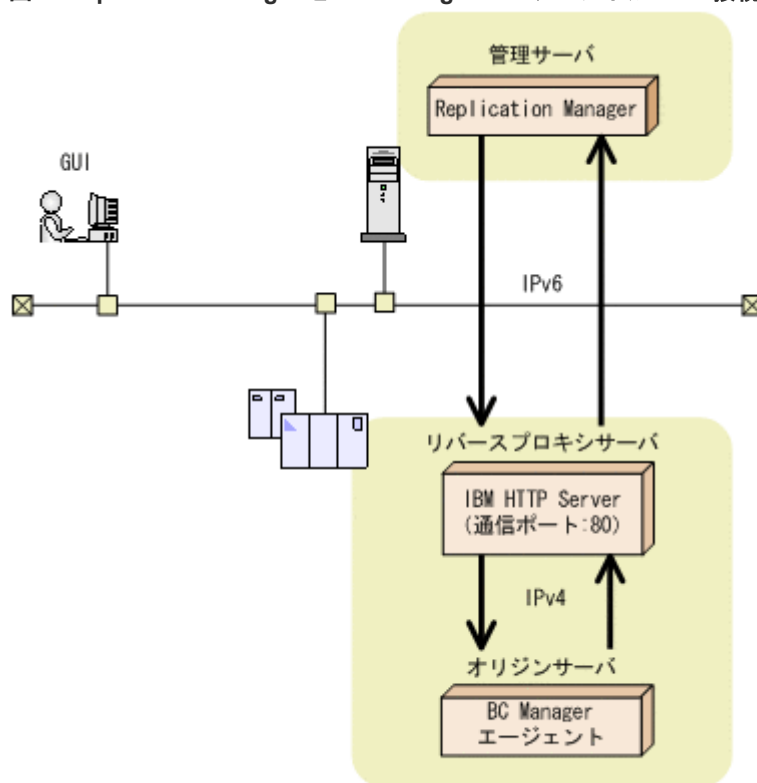 管理サーバ
Replication Manager
GUI
IPv6
リバースプロキシサーバ
IBM HTTP Server
(通信ポート:80)
IPv4
オリジンサーバ
BC Manager
エージェント